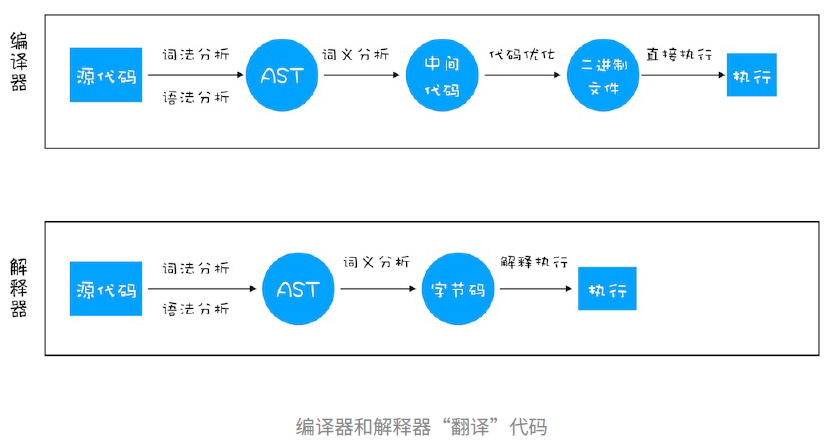 编译器
源代码
词法分析
语法分析
AST
词义分析
中间
代码
代码优化
二进制
文件
直接执行
执行
解释器
源代码
词法分析
语法分析
AST
词义分析
字节码
解释执行
执行
编译器和解释器“翻译”代码